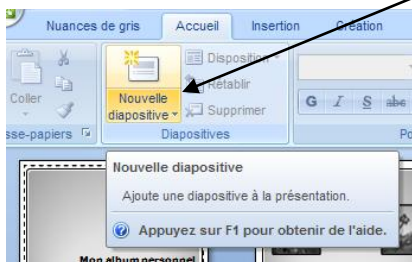 Nuances de gris Accueil Insertion Création
Disposition
Rétablir
Supprimer
Coller
Nouvelle
diapositive
G I S abc
sse-papiers Diapositives Po
Nouvelle diapositive
Ajoute une diapositive à la présentation.
Appuyez sur F1 pour obtenir de l'aide.
Mon album personnel